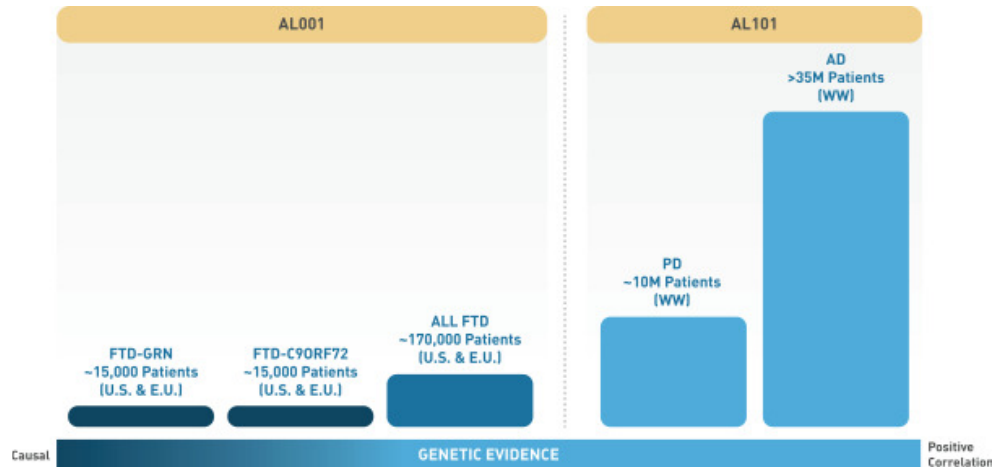 AL001
FTD-GRN
~15,000 Patients
(U.S. & E.U.)
FTD-C9ORF72
~15,000 Patients
(U.S. & E.U.)
ALL FTD
~170,000 Patients
(U.S. & E.U.)
AL101
PD
~10M Patients
(WW)
AD
>35M Patients
(WW)
Causal
GENETIC EVIDENCE
Positive
Correlation